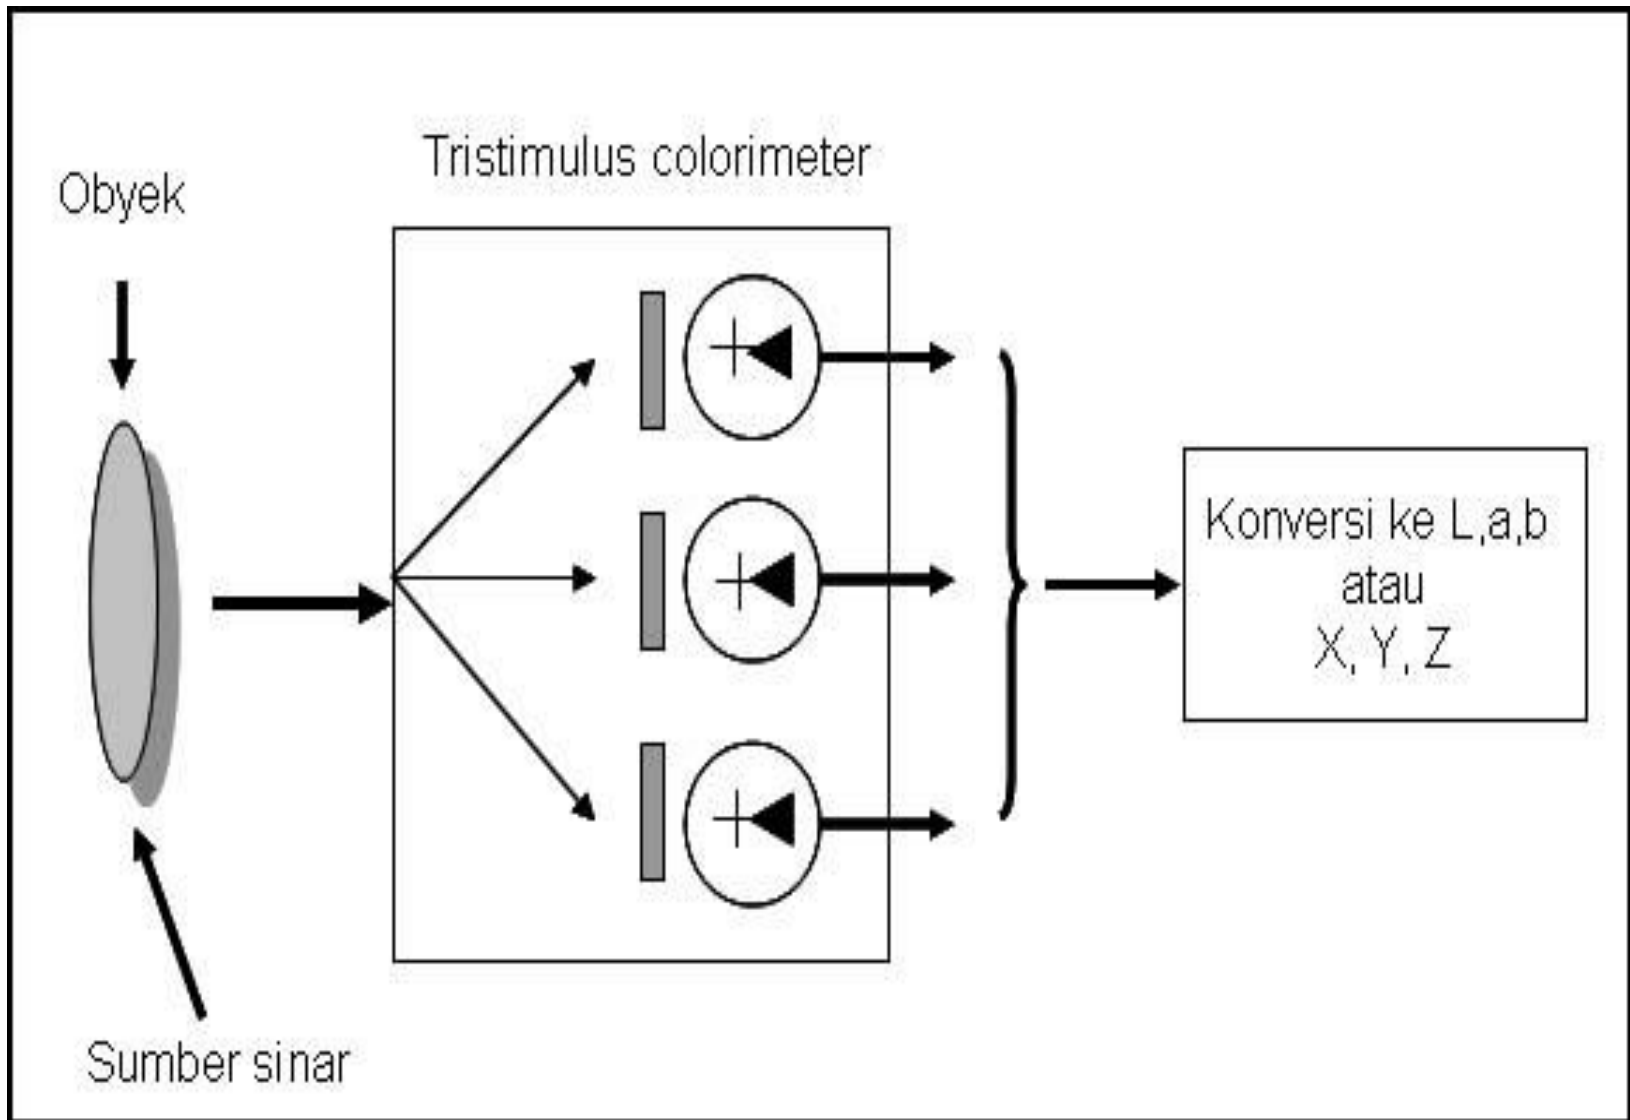 Tristimulus colorimeter
Obyek
Konversi ke L,a,b
atau
X, Y, Z
Sumber sinar